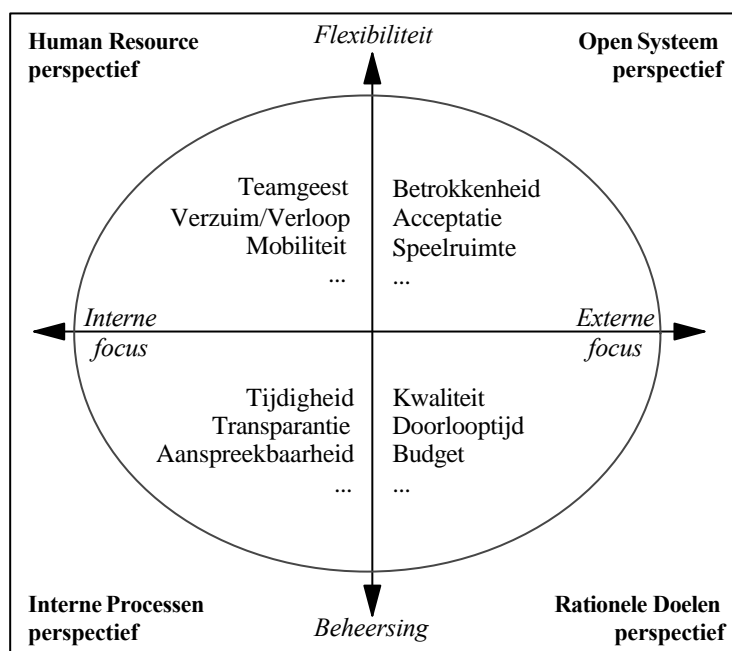 Human Resource
perspectief
Flexibiliteit
Open Systeem
perspectief
Teamgeest
Verzuim/Verloop
Mobiliteit
...
Betrokkenheid
Acceptatie
Speelruimte
...
Interne
focus
Externe
focus
Tijdigheid
Transparantie
Aanspreekbaarheid
...
Kwaliteit
Doorlooptijd
Budget
...
Interne Processen
perspectief
Beheersing
Rationele Doelen
perspectief